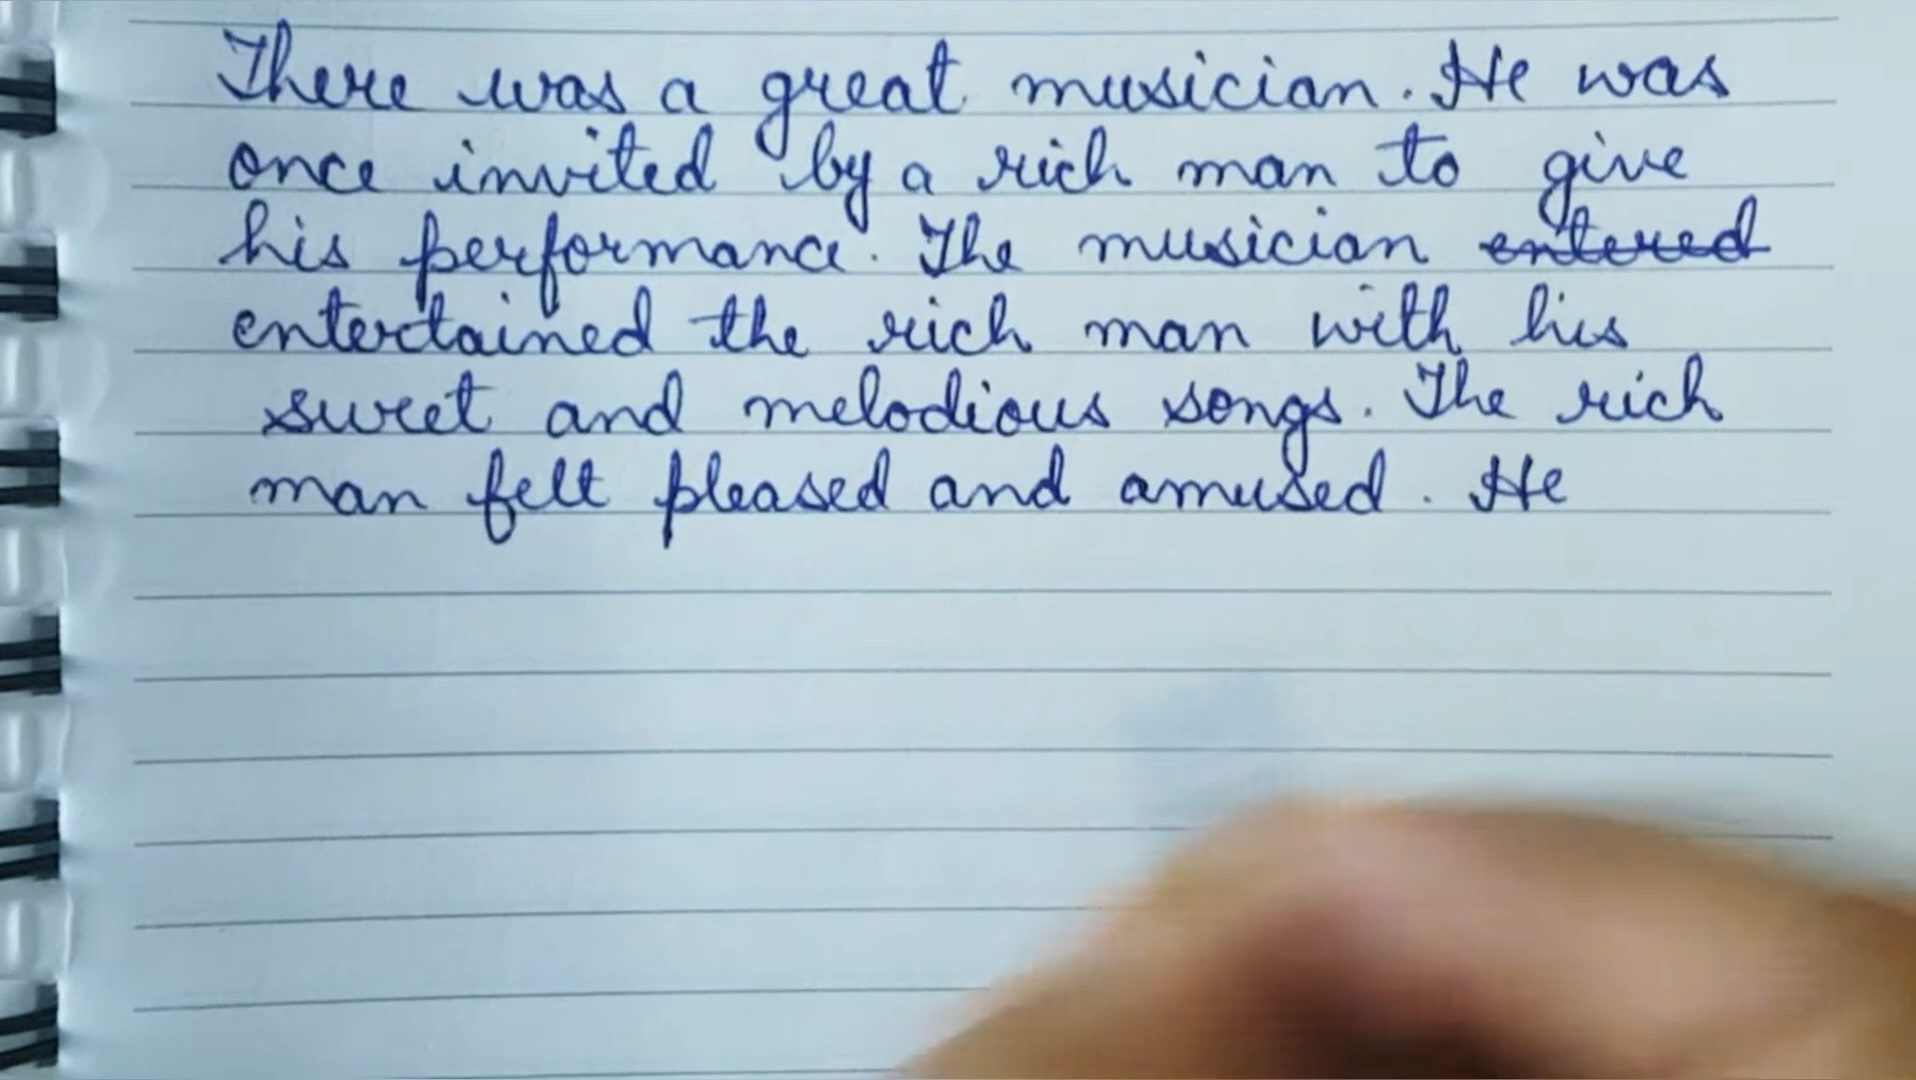 There was a great musician. He was
once invited by a rich man to give
his performance. The musician entered
entertained the rich man with his
sweet and melodious songs. The rich
man felt pleased and amused. He